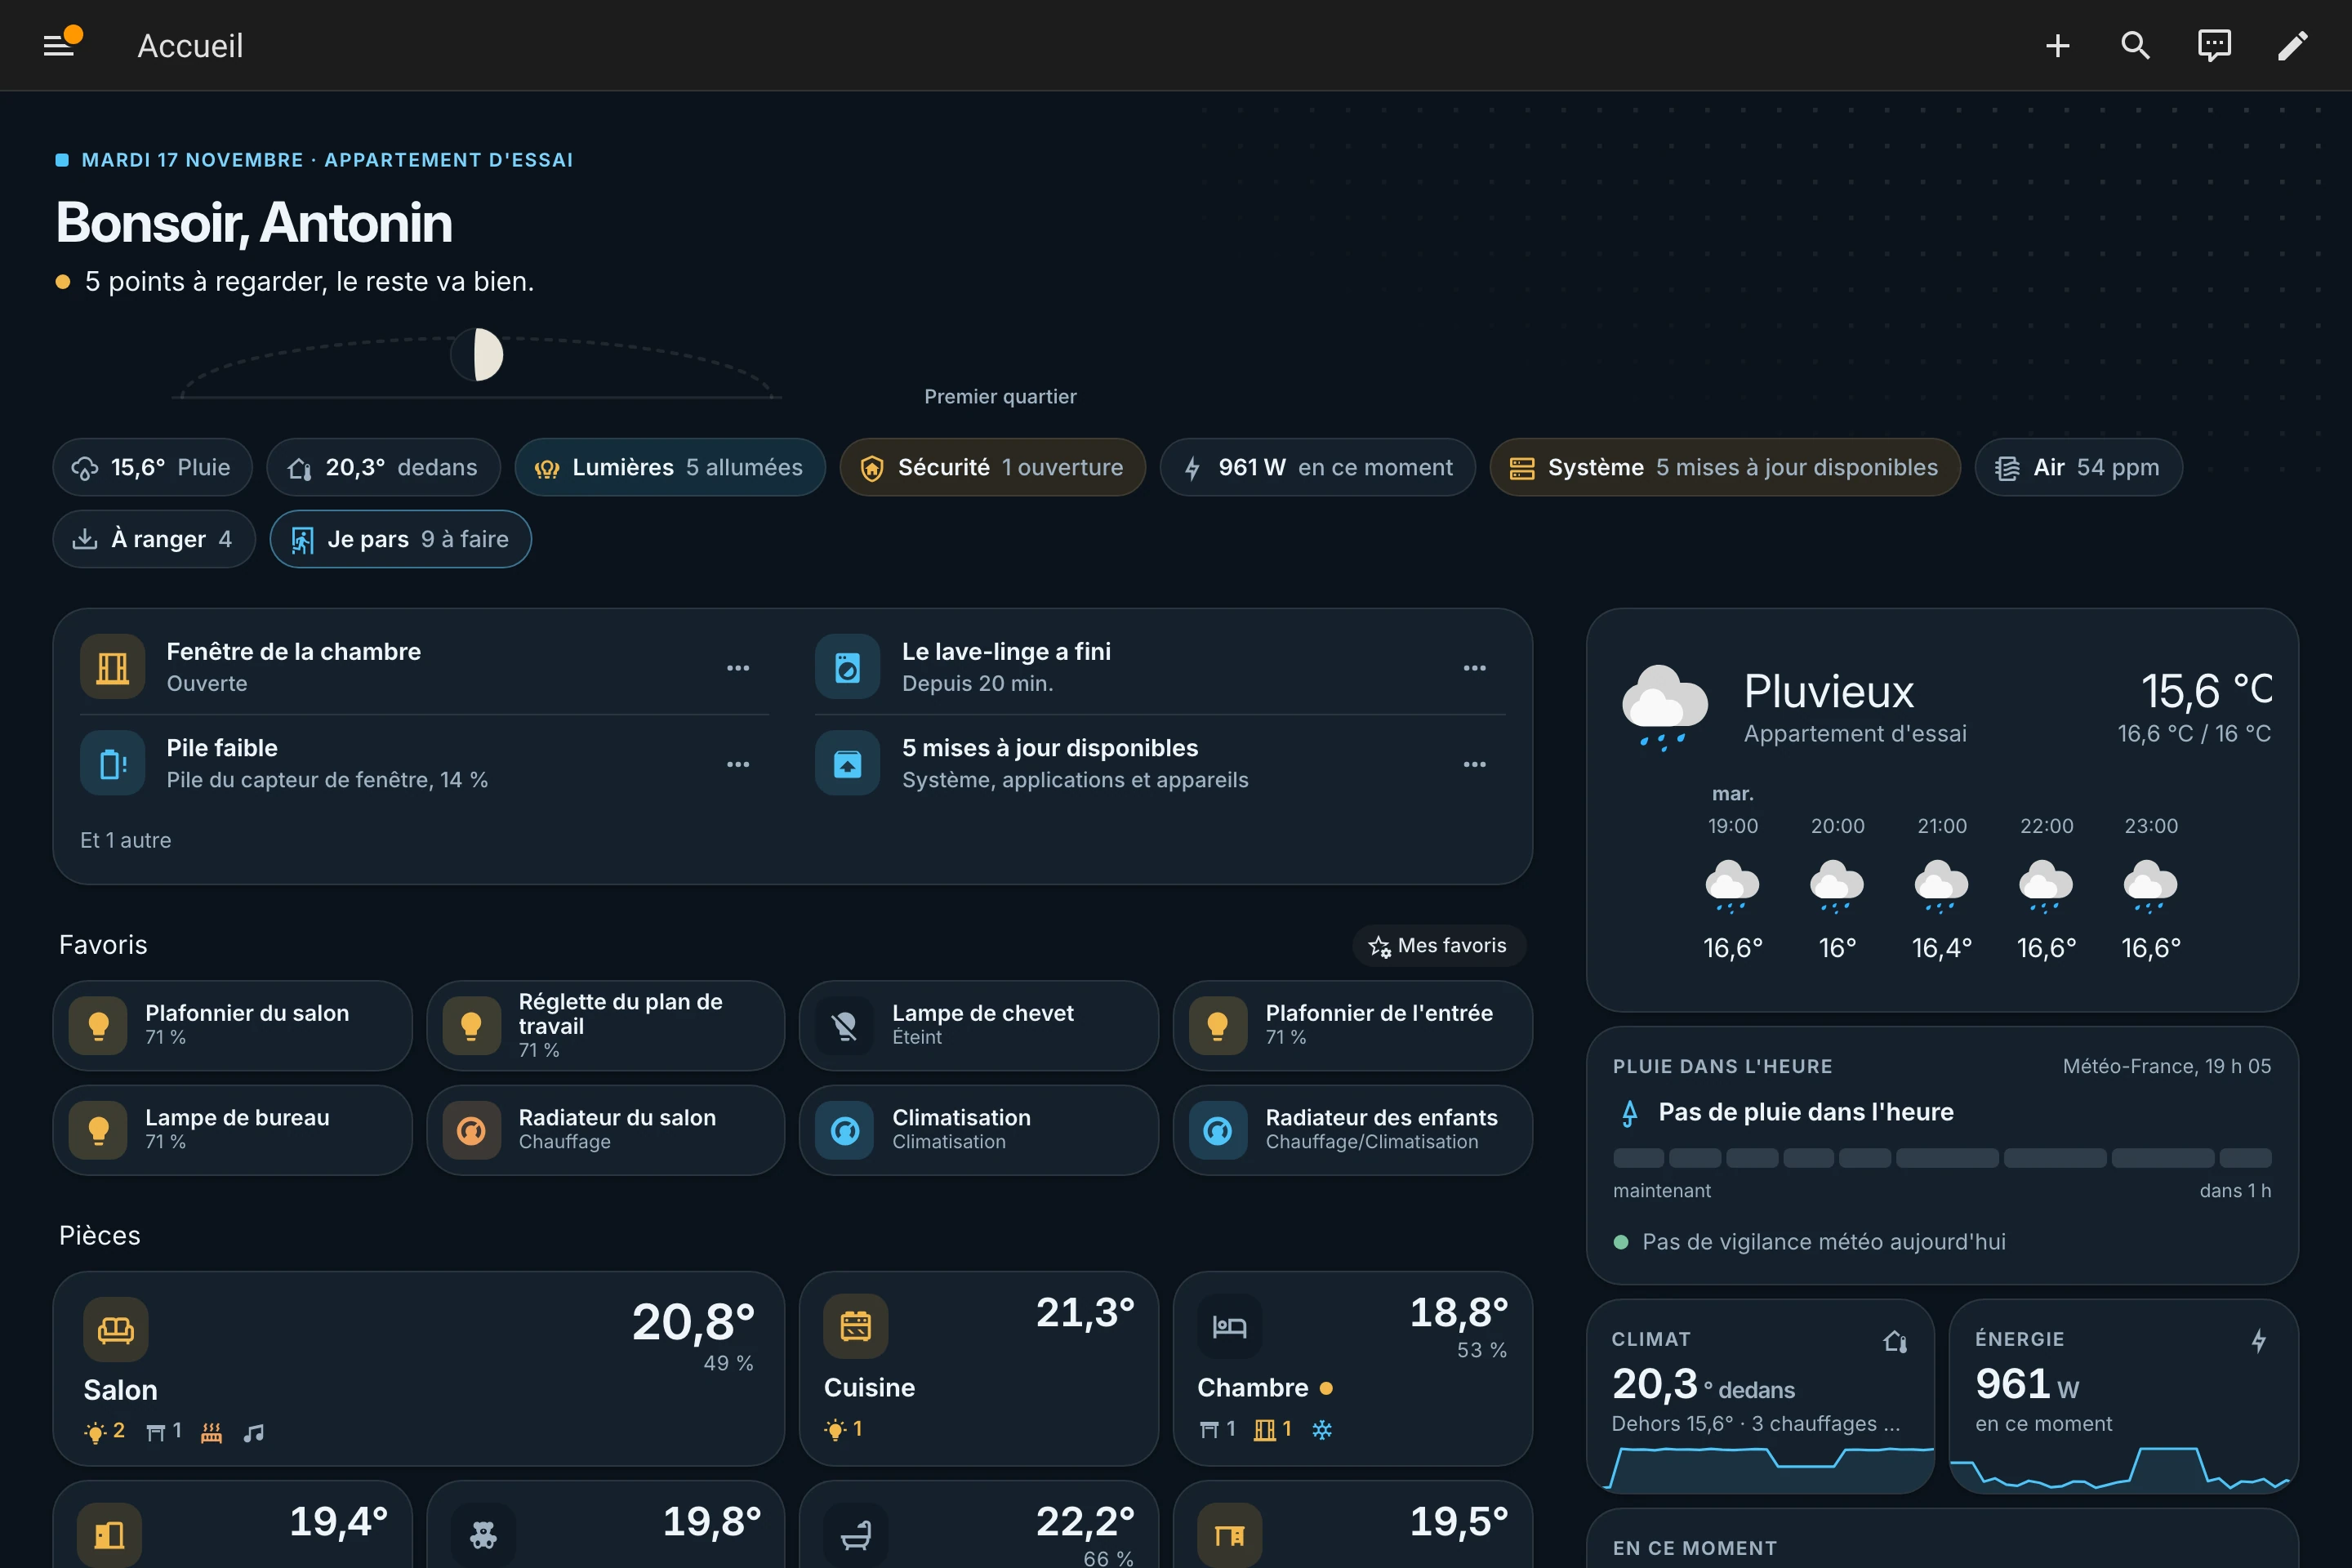 Accueil
MARDI 17 NOVEMBRE · APPARTEMENT D'ESSAI
Bonsoir, Antonin
5 points à regarder, le reste va bien.
Premier quartier
15,6° Pluie
20,3° dedans
Lumières 5 allumées
Sécurité 1 ouverture
961 W en ce moment
Système 5 mises à jour disponibles
Air 54 ppm
À ranger 4
Je pars 9 à faire
Fenêtre de la chambre
Ouverte
Le lave-linge a fini
Depuis 20 min.
Pile faible
Pile du capteur de fenêtre, 14 %
5 mises à jour disponibles
Système, applications et appareils
Et 1 autre
Favoris
Mes favoris
Plafonnier du salon
71 %
Réglette du plan de
travail
71 %
Lampe de chevet
Éteint
Plafonnier de l'entrée
71 %
Lampe de bureau
71 %
Radiateur du salon
Chauffage
Climatisation
Climatisation
Radiateur des enfants
Chauffage/Climatisation
Pièces
20,8°
49 %
Salon
2 1
21,3°
Cuisine
1
18,8°
53 %
Chambre
1 1
19,4°
19,8°
22,2°
66 %
19,5°
Pluvieux
Appartement d'essai
15,6 °C
16,6 °C / 16 °C
mar.
19:00 20:00 21:00 22:00 23:00
16,6° 16° 16,4° 16,6° 16,6°
PLUIE DANS L'HEURE
Météo-France, 19 h 05
Pas de pluie dans l'heure
maintenant
dans 1 h
Pas de vigilance météo aujourd'hui
CLIMAT
20,3 ° dedans
Dehors 15,6° · 3 chauffages ...
ÉNERGIE
961 W
en ce moment
EN CE MOMENT